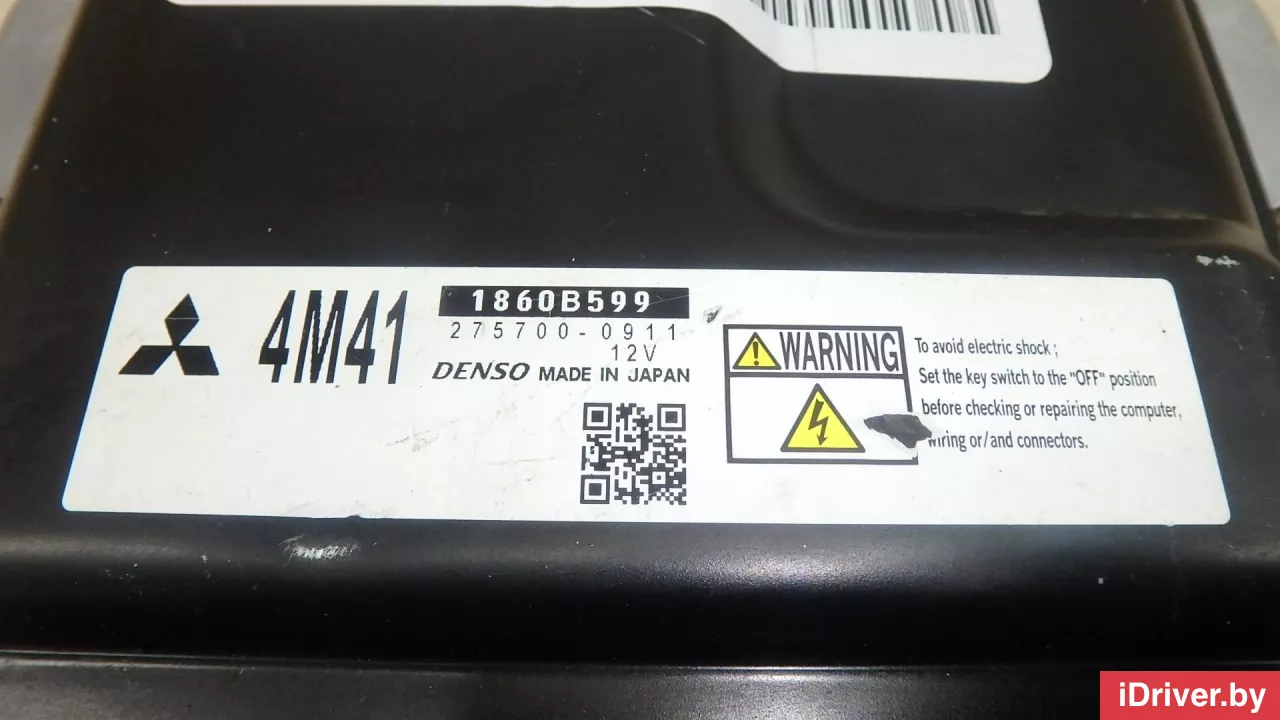 4M41
1860B599
275700-0911
12V
DENSO MADE IN JAPAN
WARNING
To avoid electric shock ;
Set the key switch to the "OFF" position
before checking or repairing the computer,
wiring or/and connectors.
iDriver.by